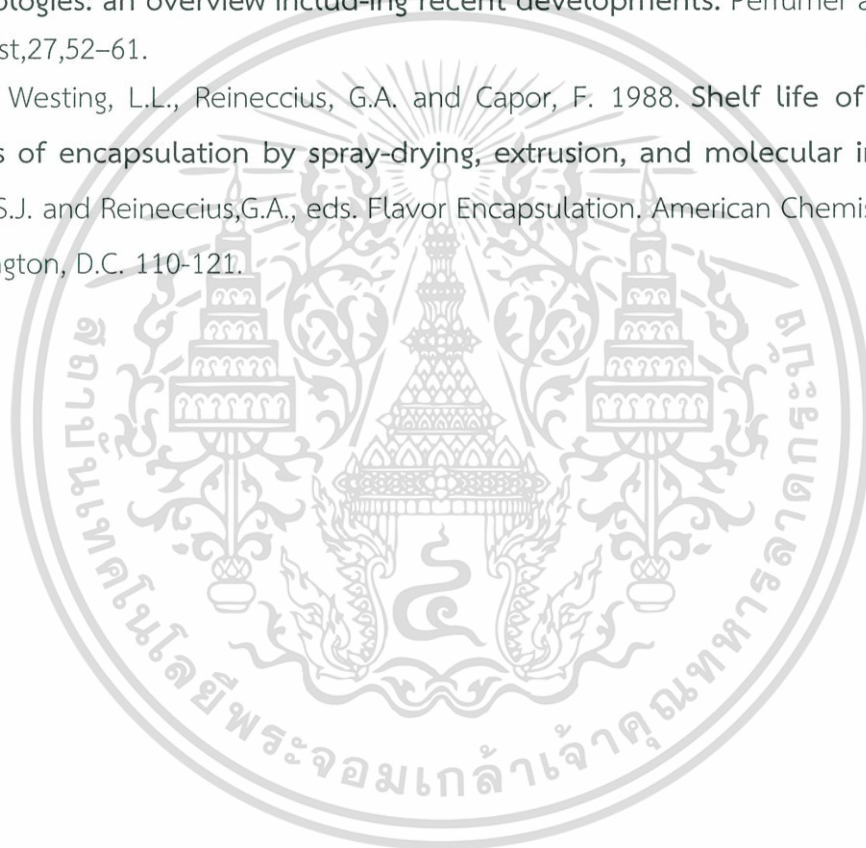 ologies: an overview includ-ing recent developments. Perfumer a
st,27,52–61.
Westing, L.L., Reineccius, G.A. and Capor, F. 1988. Shelf life of
s of encapsulation by spray-drying, extrusion, and molecular i
S.J. and Reineccius,G.A., eds. Flavor Encapsulation. American Chemis
gton, D.C. 110-121.
สถาบันเทคโนโลยีพระจอมเกล้าเจ้าคุณทหารลาดกระบัง